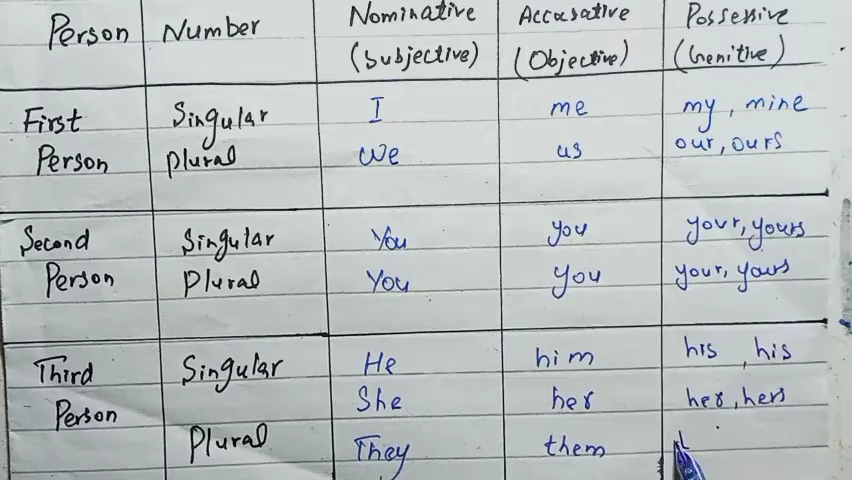 Person Number Nominative (Subjective) Accusative (Objective) Possessive (Genitive)
First Person Singular I me my, mine
Plural We us our, ours
Second Person Singular You you your, yours
Plural You you your, yours
Third Person Singular He him his, his
She her her, hers
Plural They them